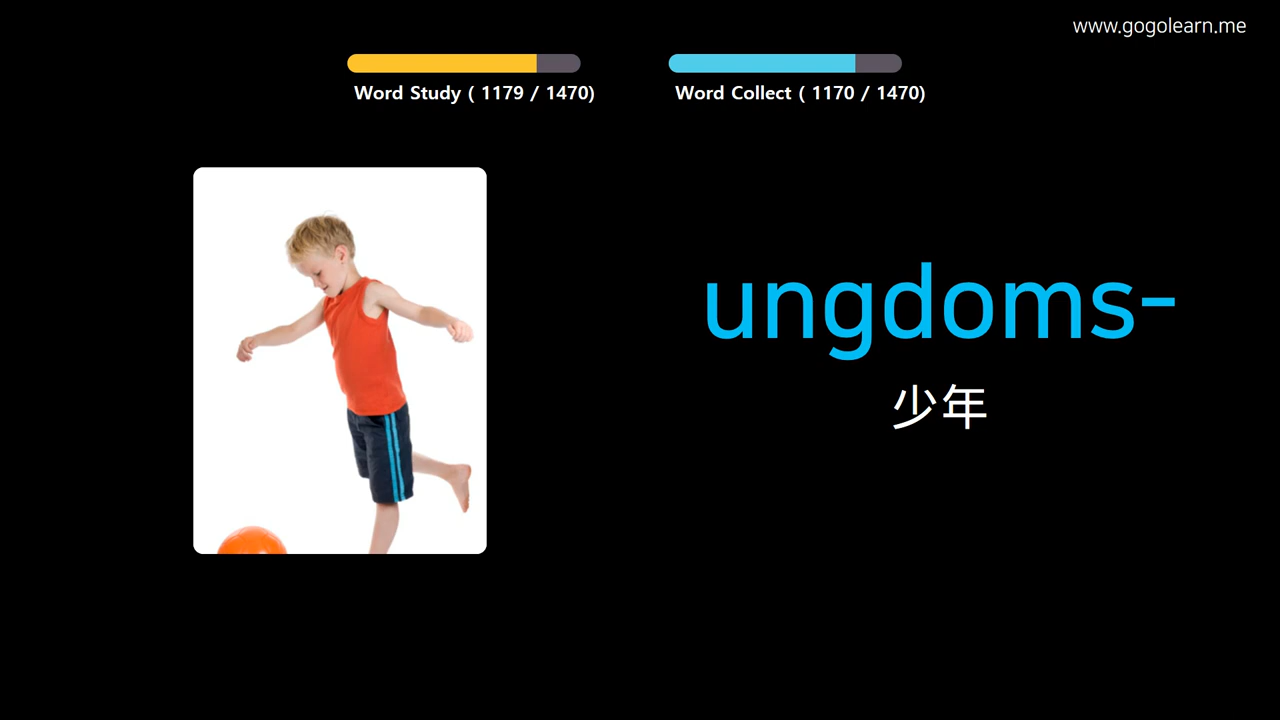 www.gogolearn.me
Word Study ( 1179 / 1470)
Word Collect ( 1170 / 1470)
ungdoms-
少年